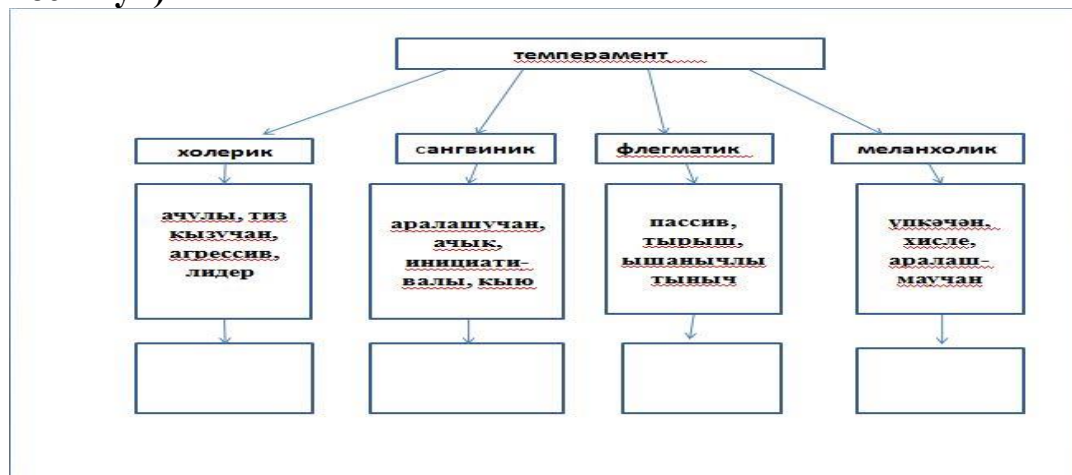 темперамент
холерик
сангвиник
флегматик
меланхолик
ачулы, тиз
кызучан,
агрессив,
лидер
аралашучан,
ачык,
инициати-
валы, кыю
пассив,
тырыш,
ышанычлы
тыныч
үпкәчән,
хисле,
аралаш-
маучан